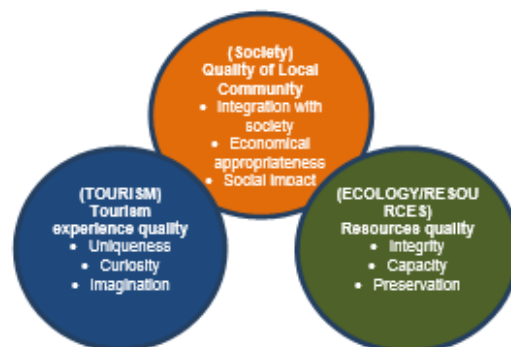 (Society)
Quality of Local
Community
• Integration with
society
• Economical
appropriateness
• Social impact
(TOURISM)
Tourism
experience quality
• Uniqueness
• Curiosity
• Imagination
(ECOLOGY/RESOU
RCES)
Resources quality
• Integrity
• Capacity
• Preservation